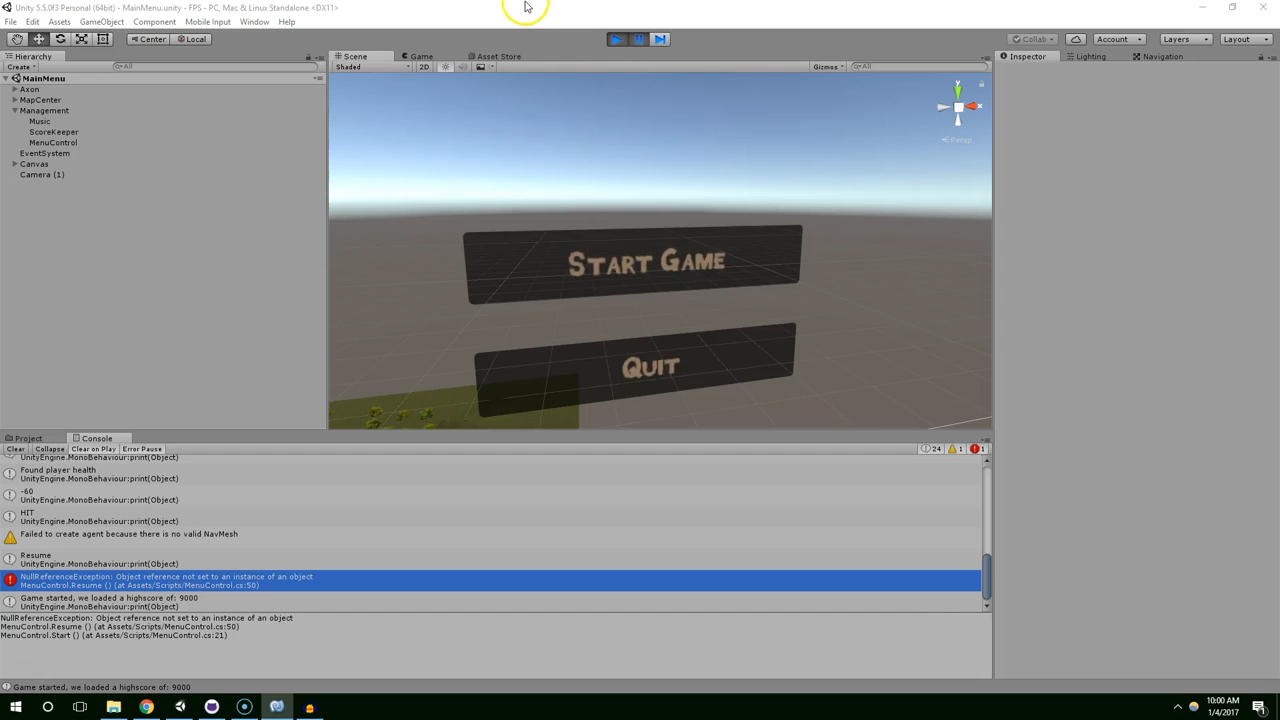 Unity 5.5.0f3 Personal (64bit) - MainMenu.unity - FPS - PC, Mac & Linux Standalone <DX11>
File Edit Assets GameObject Component Mobile Input Window Help
Center Local Collab Account Layers Layout
Hierarchy Scene Game Asset Store Inspector Lighting Navigation
Create All Shaded 2D Gizmos All
MainMenu
Axon
MapCenter
Management
Music
ScoreKeeper
MenuControl
EventSystem
Canvas
Camera (1)
y
x
Persp
START GAME
QUIT
Project Console
Clear Collapse Clear on Play Error Pause 24 1 1
UnityEngine.MonoBehaviour:print(Object)
Found player health
UnityEngine.MonoBehaviour:print(Object)
-60
UnityEngine.MonoBehaviour:print(Object)
HIT
UnityEngine.MonoBehaviour:print(Object)
Failed to create agent because there is no valid NavMesh
Resume
UnityEngine.MonoBehaviour:print(Object)
NullReferenceException: Object reference not set to an instance of an object
MenuControl.Resume () (at Assets/Scripts/MenuControl.cs:50)
Game started, we loaded a highscore of: 9000
UnityEngine.MonoBehaviour:print(Object)
NullReferenceException: Object reference not set to an instance of an object
MenuControl.Resume () (at Assets/Scripts/MenuControl.cs:50)
MenuControl.Start () (at Assets/Scripts/MenuControl.cs:21)
Game started, we loaded a highscore of: 9000
10:00 AM
1/4/2017
1